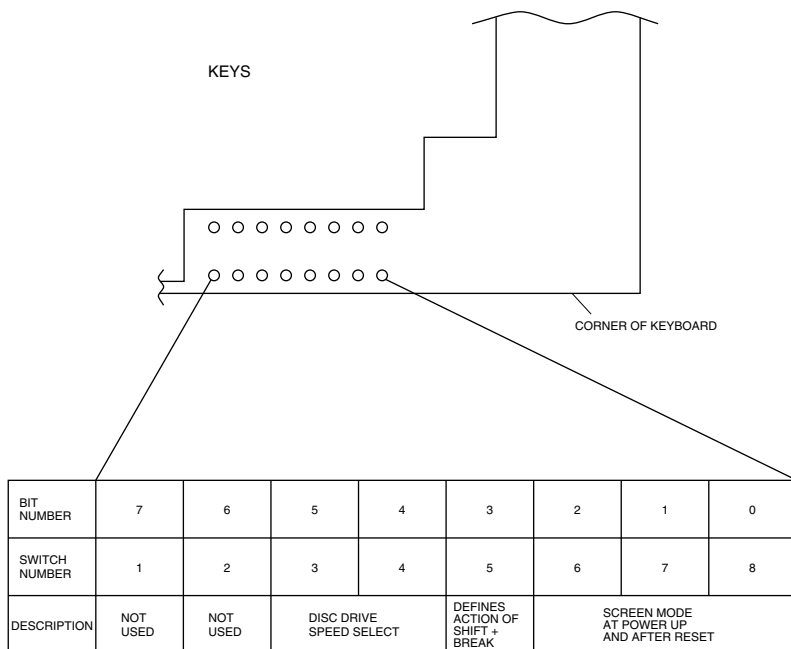 KEYS
CORNER OF KEYBOARD
BIT
NUMBER
7
6
5
4
3
2
1
0
SWITCH
NUMBER
1
2
3
4
5
6
7
8
DESCRIPTION
NOT
USED
NOT
USED
DISC DRIVE
SPEED SELECT
DEFINES
ACTION OF
SHIFT +
BREAK
SCREEN MODE
AT POWER UP
AND AFTER RESET